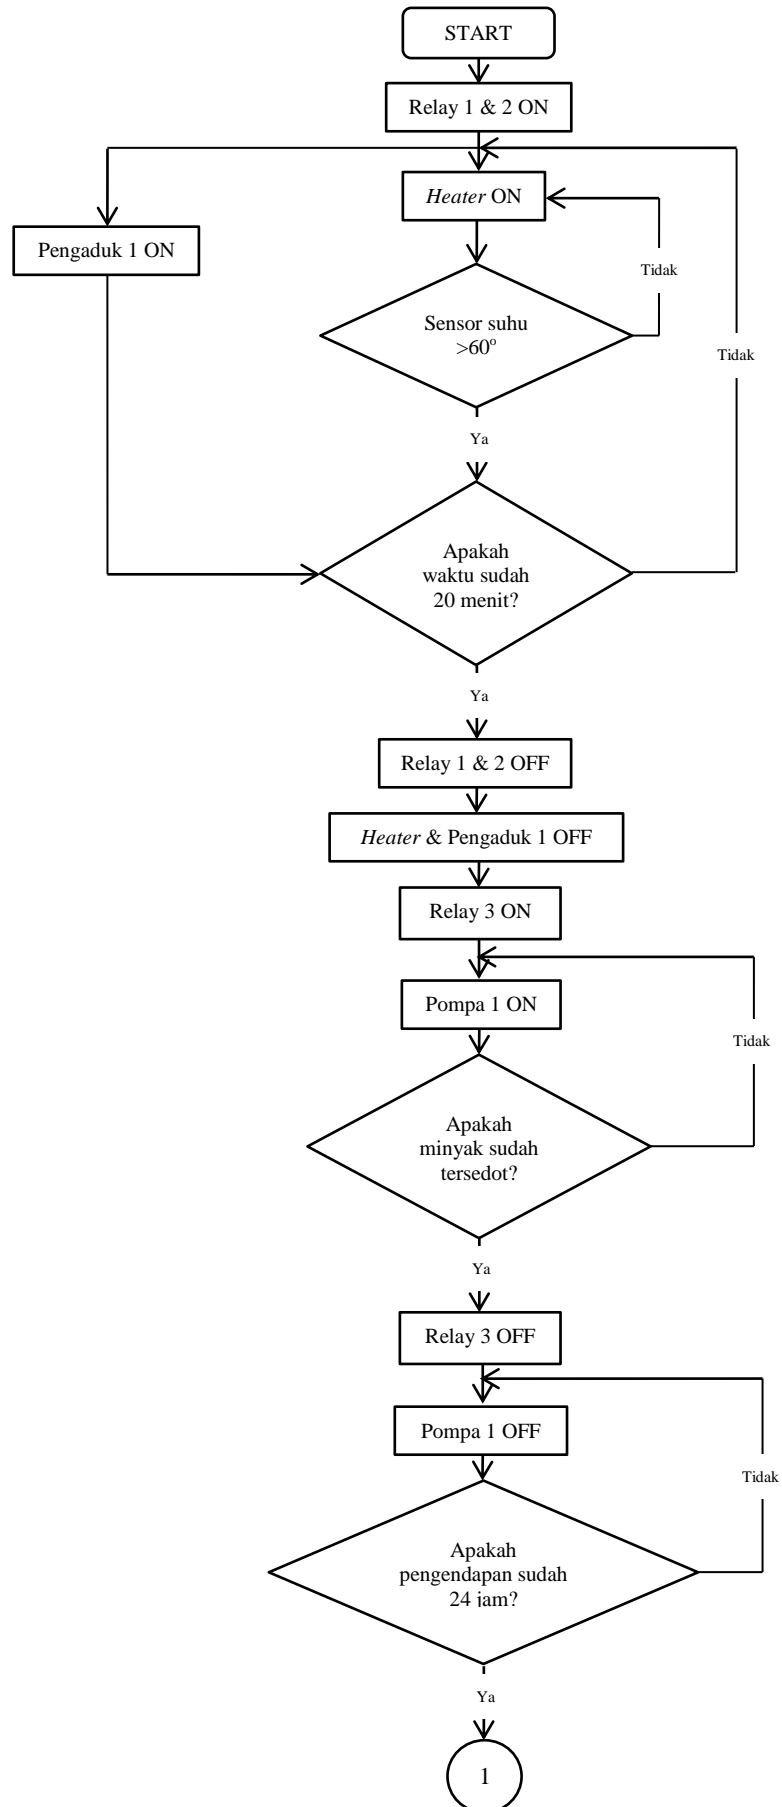 START
Relay 1 & 2 ON
Heater ON
Pengaduk 1 ON
Tidak
Sensor suhu
>60º
Tidak
Ya
Apakah
waktu sudah
20 menit?
Ya
Relay 1 & 2 OFF
Heater & Pengaduk 1 OFF
Relay 3 ON
Pompa 1 ON
Tidak
Apakah
minyak sudah
tersedot?
Ya
Relay 3 OFF
Pompa 1 OFF
Tidak
Apakah
pengendapan sudah
24 jam?
Ya
1